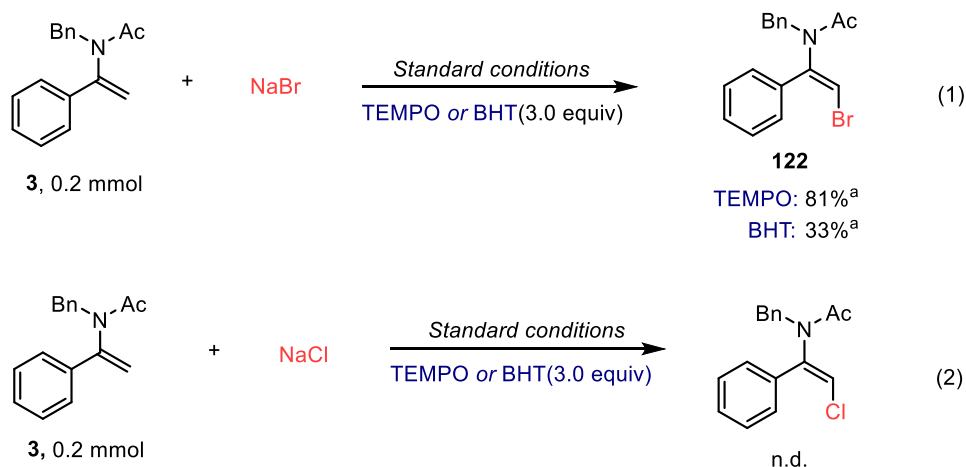 Bn
N
Ac
+
NaBr
Standard conditions
TEMPO or BHT(3.0 equiv)
Bn
N
Ac
Br
(1)
3, 0.2 mmol
122
TEMPO: 81%a
BHT: 33%a
Bn
N
Ac
+
NaCl
Standard conditions
TEMPO or BHT(3.0 equiv)
Bn
N
Ac
Cl
(2)
3, 0.2 mmol
n.d.